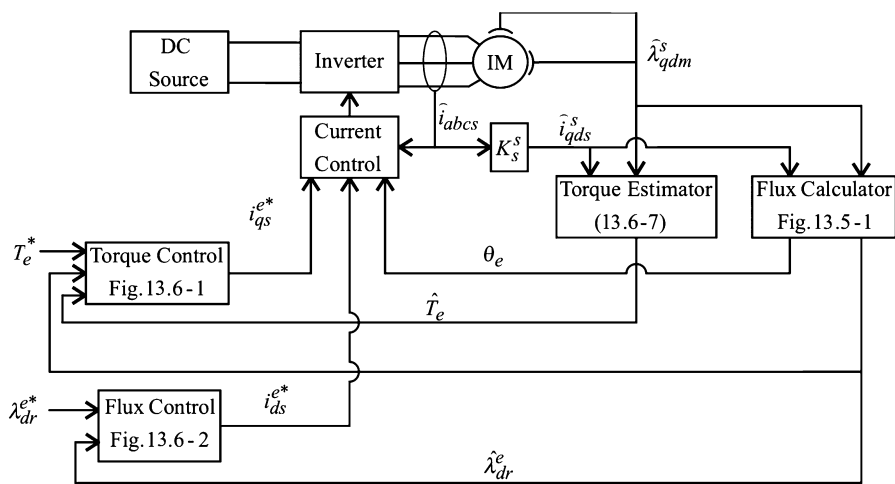 DC
Source
Inverter
IM
λ̂ˢqdm
îabcs
îˢqds
Current
Control
Kˢs
Torque Estimator
(13.6-7)
Flux Calculator
Fig.13.5-1
iᵉ*qs
Tₑ*
Torque Control
Fig.13.6-1
θₑ
T̂ₑ
λᵉ*dr
Flux Control
Fig.13.6-2
iᵉ*ds
λ̂ᵉdr